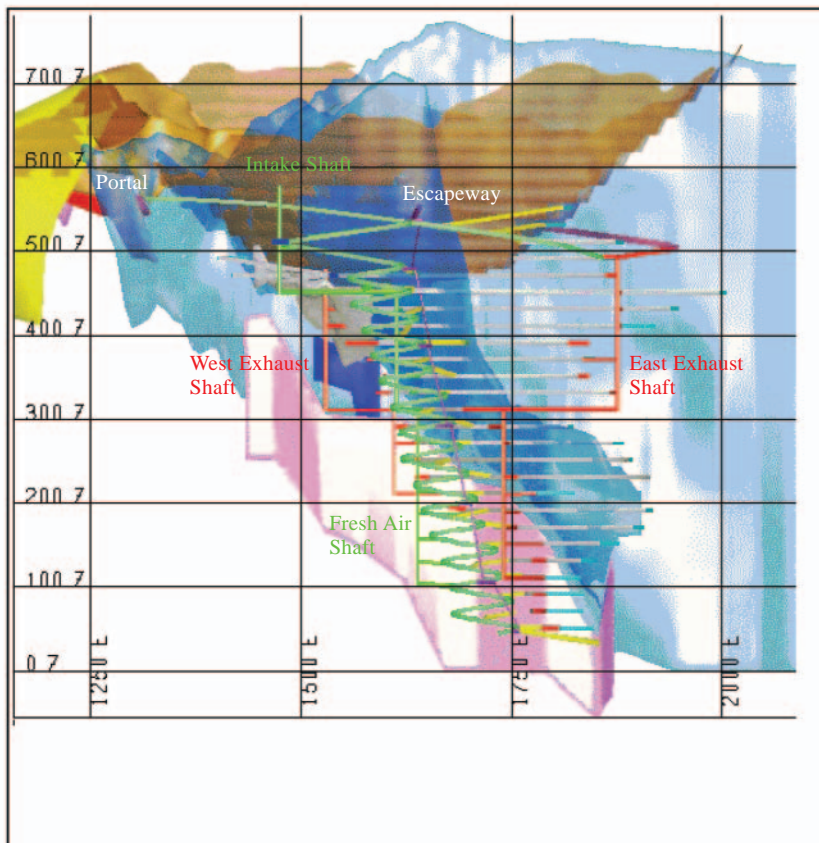 700 Z
600 Z
Intake Shaft
Portal
Escapeway
500 Z
400 Z
West Exhaust
Shaft
East Exhaust
Shaft
300 Z
200 Z
Fresh Air
Shaft
100 Z
0 Z
1250 E
1500 E
1750 E
2000 E